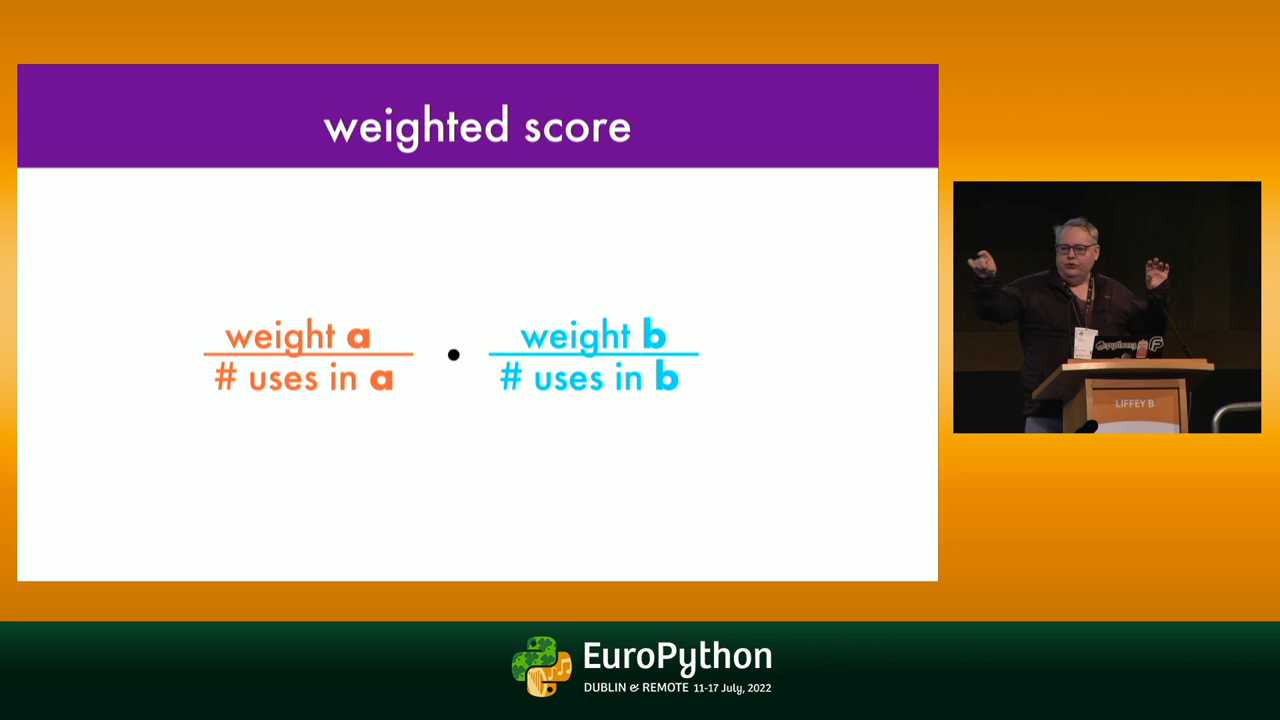 weighted score
weight a
# uses in a
•
weight b
# uses in b
LIFFEY B
EuroPython
DUBLIN & REMOTE 11-17 July, 2022